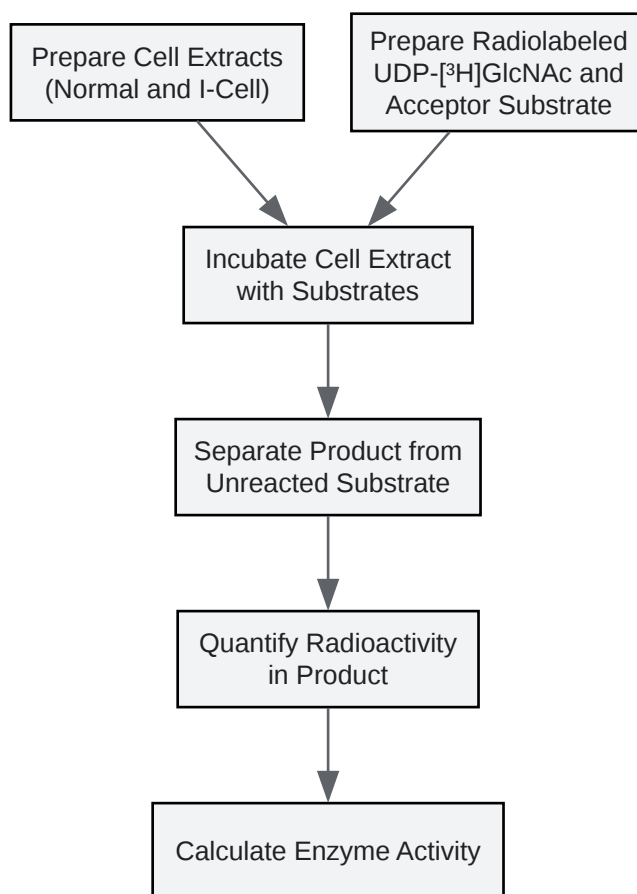 Prepare Cell Extracts
(Normal and I-Cell)
Prepare Radiolabeled
UDP-[³H]GlcNAc and
Acceptor Substrate
Incubate Cell Extract
with Substrates
Separate Product from
Unreacted Substrate
Quantify Radioactivity
in Product
Calculate Enzyme Activity